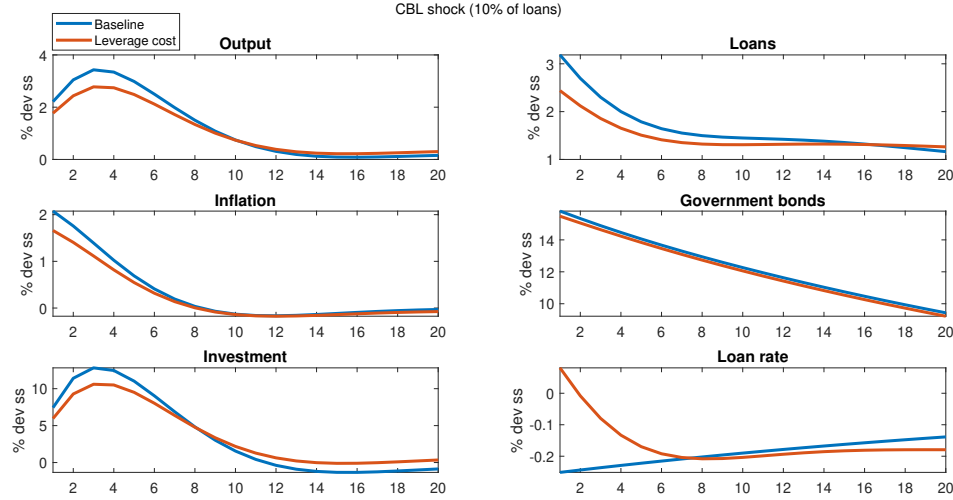 CBL shock (10% of loans)
Baseline
Leverage cost
Output
% dev ss
4
2
0
2 4 6 8 10 12 14 16 18 20
Loans
% dev ss
3
2
1
2 4 6 8 10 12 14 16 18 20
Inflation
% dev ss
2
1
0
2 4 6 8 10 12 14 16 18 20
Government bonds
% dev ss
14
12
10
2 4 6 8 10 12 14 16 18 20
Investment
% dev ss
10
5
0
2 4 6 8 10 12 14 16 18 20
Loan rate
% dev ss
0
-0.1
-0.2
2 4 6 8 10 12 14 16 18 20